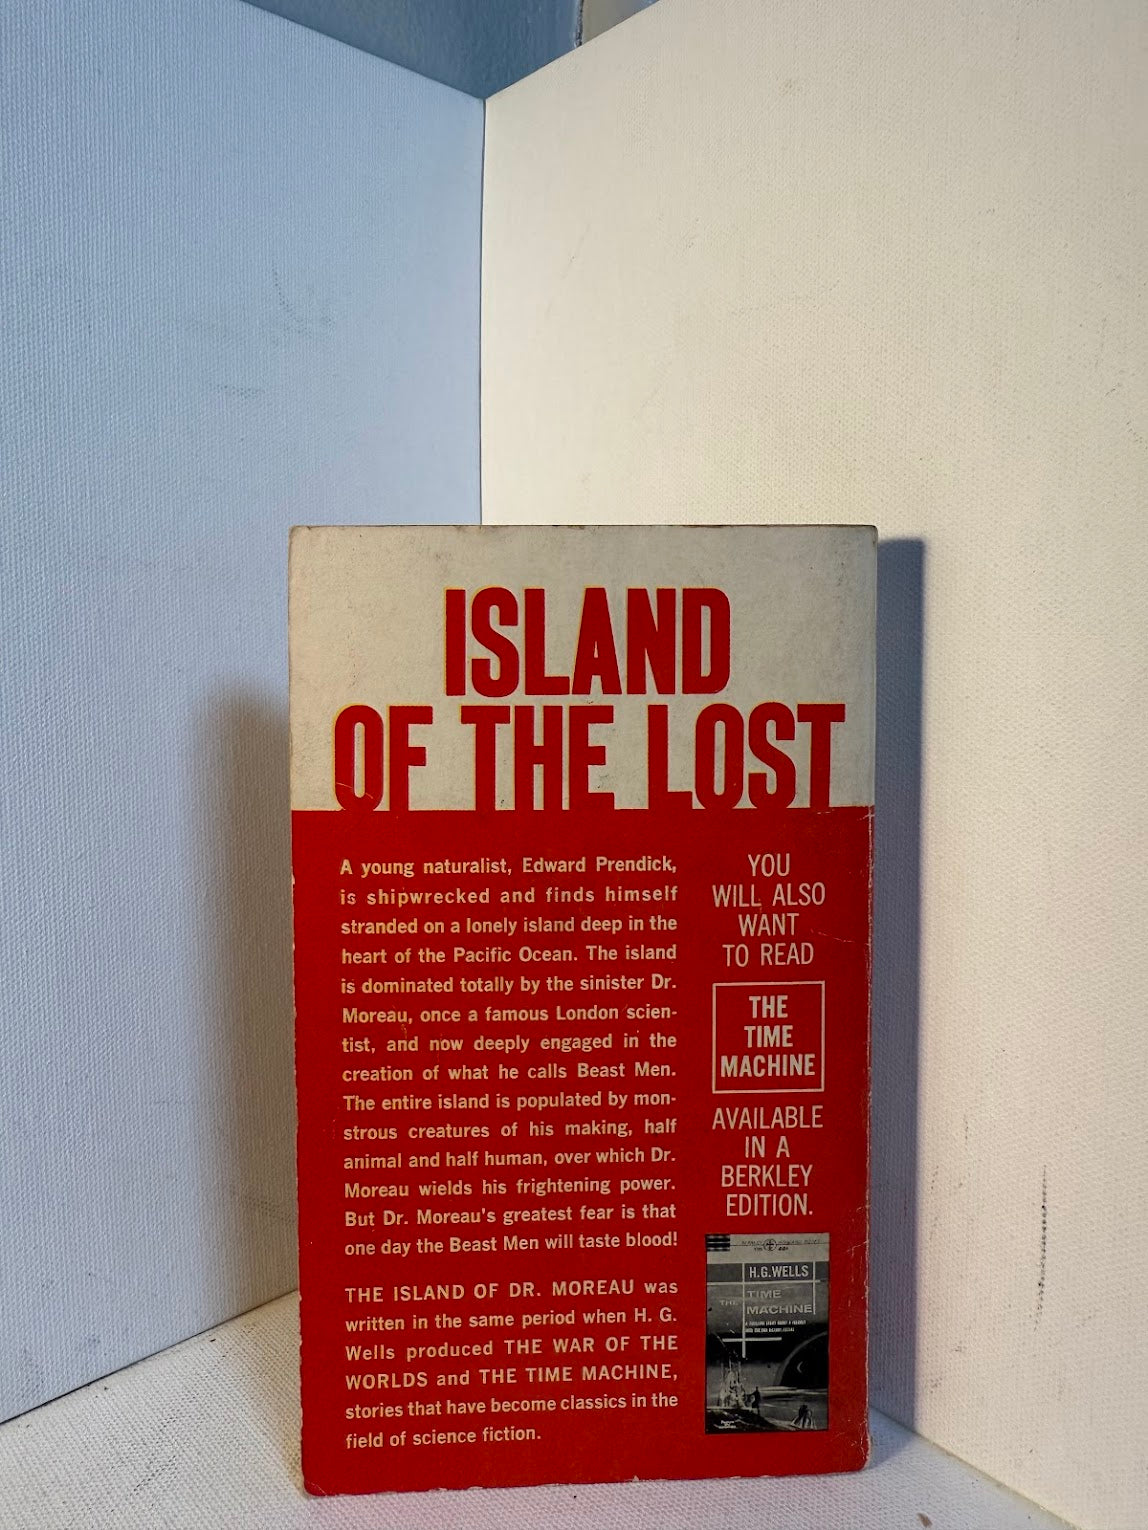 ISLAND
OF THE LOST
A young naturalist, Edward Prendick,
is shipwrecked and finds himself
stranded on a lonely island deep in the
heart of the Pacific Ocean. The island
is dominated totally by the sinister Dr.
Moreau, once a famous London scien-
tist, and now deeply engaged in the
creation of what he calls Beast Men.
The entire island is populated by mon-
strous creatures of his making, half
animal and half human, over which Dr.
Moreau wields his frightening power.
But Dr. Moreau's greatest fear is that
one day the Beast Men will taste blood!
THE ISLAND OF DR. MOREAU was
written in the same period when H. G.
Wells produced THE WAR OF THE
WORLDS and THE TIME MACHINE,
stories that have become classics in the
field of science fiction.
YOU
WILL ALSO
WANT
TO READ
THE
TIME
MACHINE
AVAILABLE
IN A
BERKLEY
EDITION.
H.G.WELLS
THE TIME
MACHINE